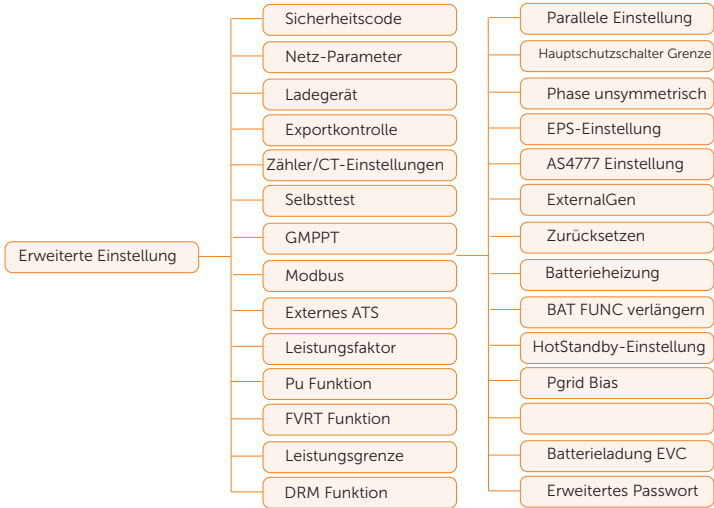 Erweiterte Einstellung
Sicherheitscode
Netz-Parameter
Ladegerät
Exportkontrolle
Zähler/CT-Einstellungen
Selbsttest
GMPPT
Modbus
Externes ATS
Leistungsfaktor
Pu Funktion
FVRT Funktion
Leistungsgrenze
DRM Funktion
Parallele Einstellung
Hauptschutzschalter Grenze
Phase unsymmetrisch
EPS-Einstellung
AS4777 Einstellung
ExternalGen
Zurücksetzen
Batterieheizung
BAT FUNC verlängern
HotStandby-Einstellung
Pgrid Bias
Batterieladung EVC
Erweitertes Passwort